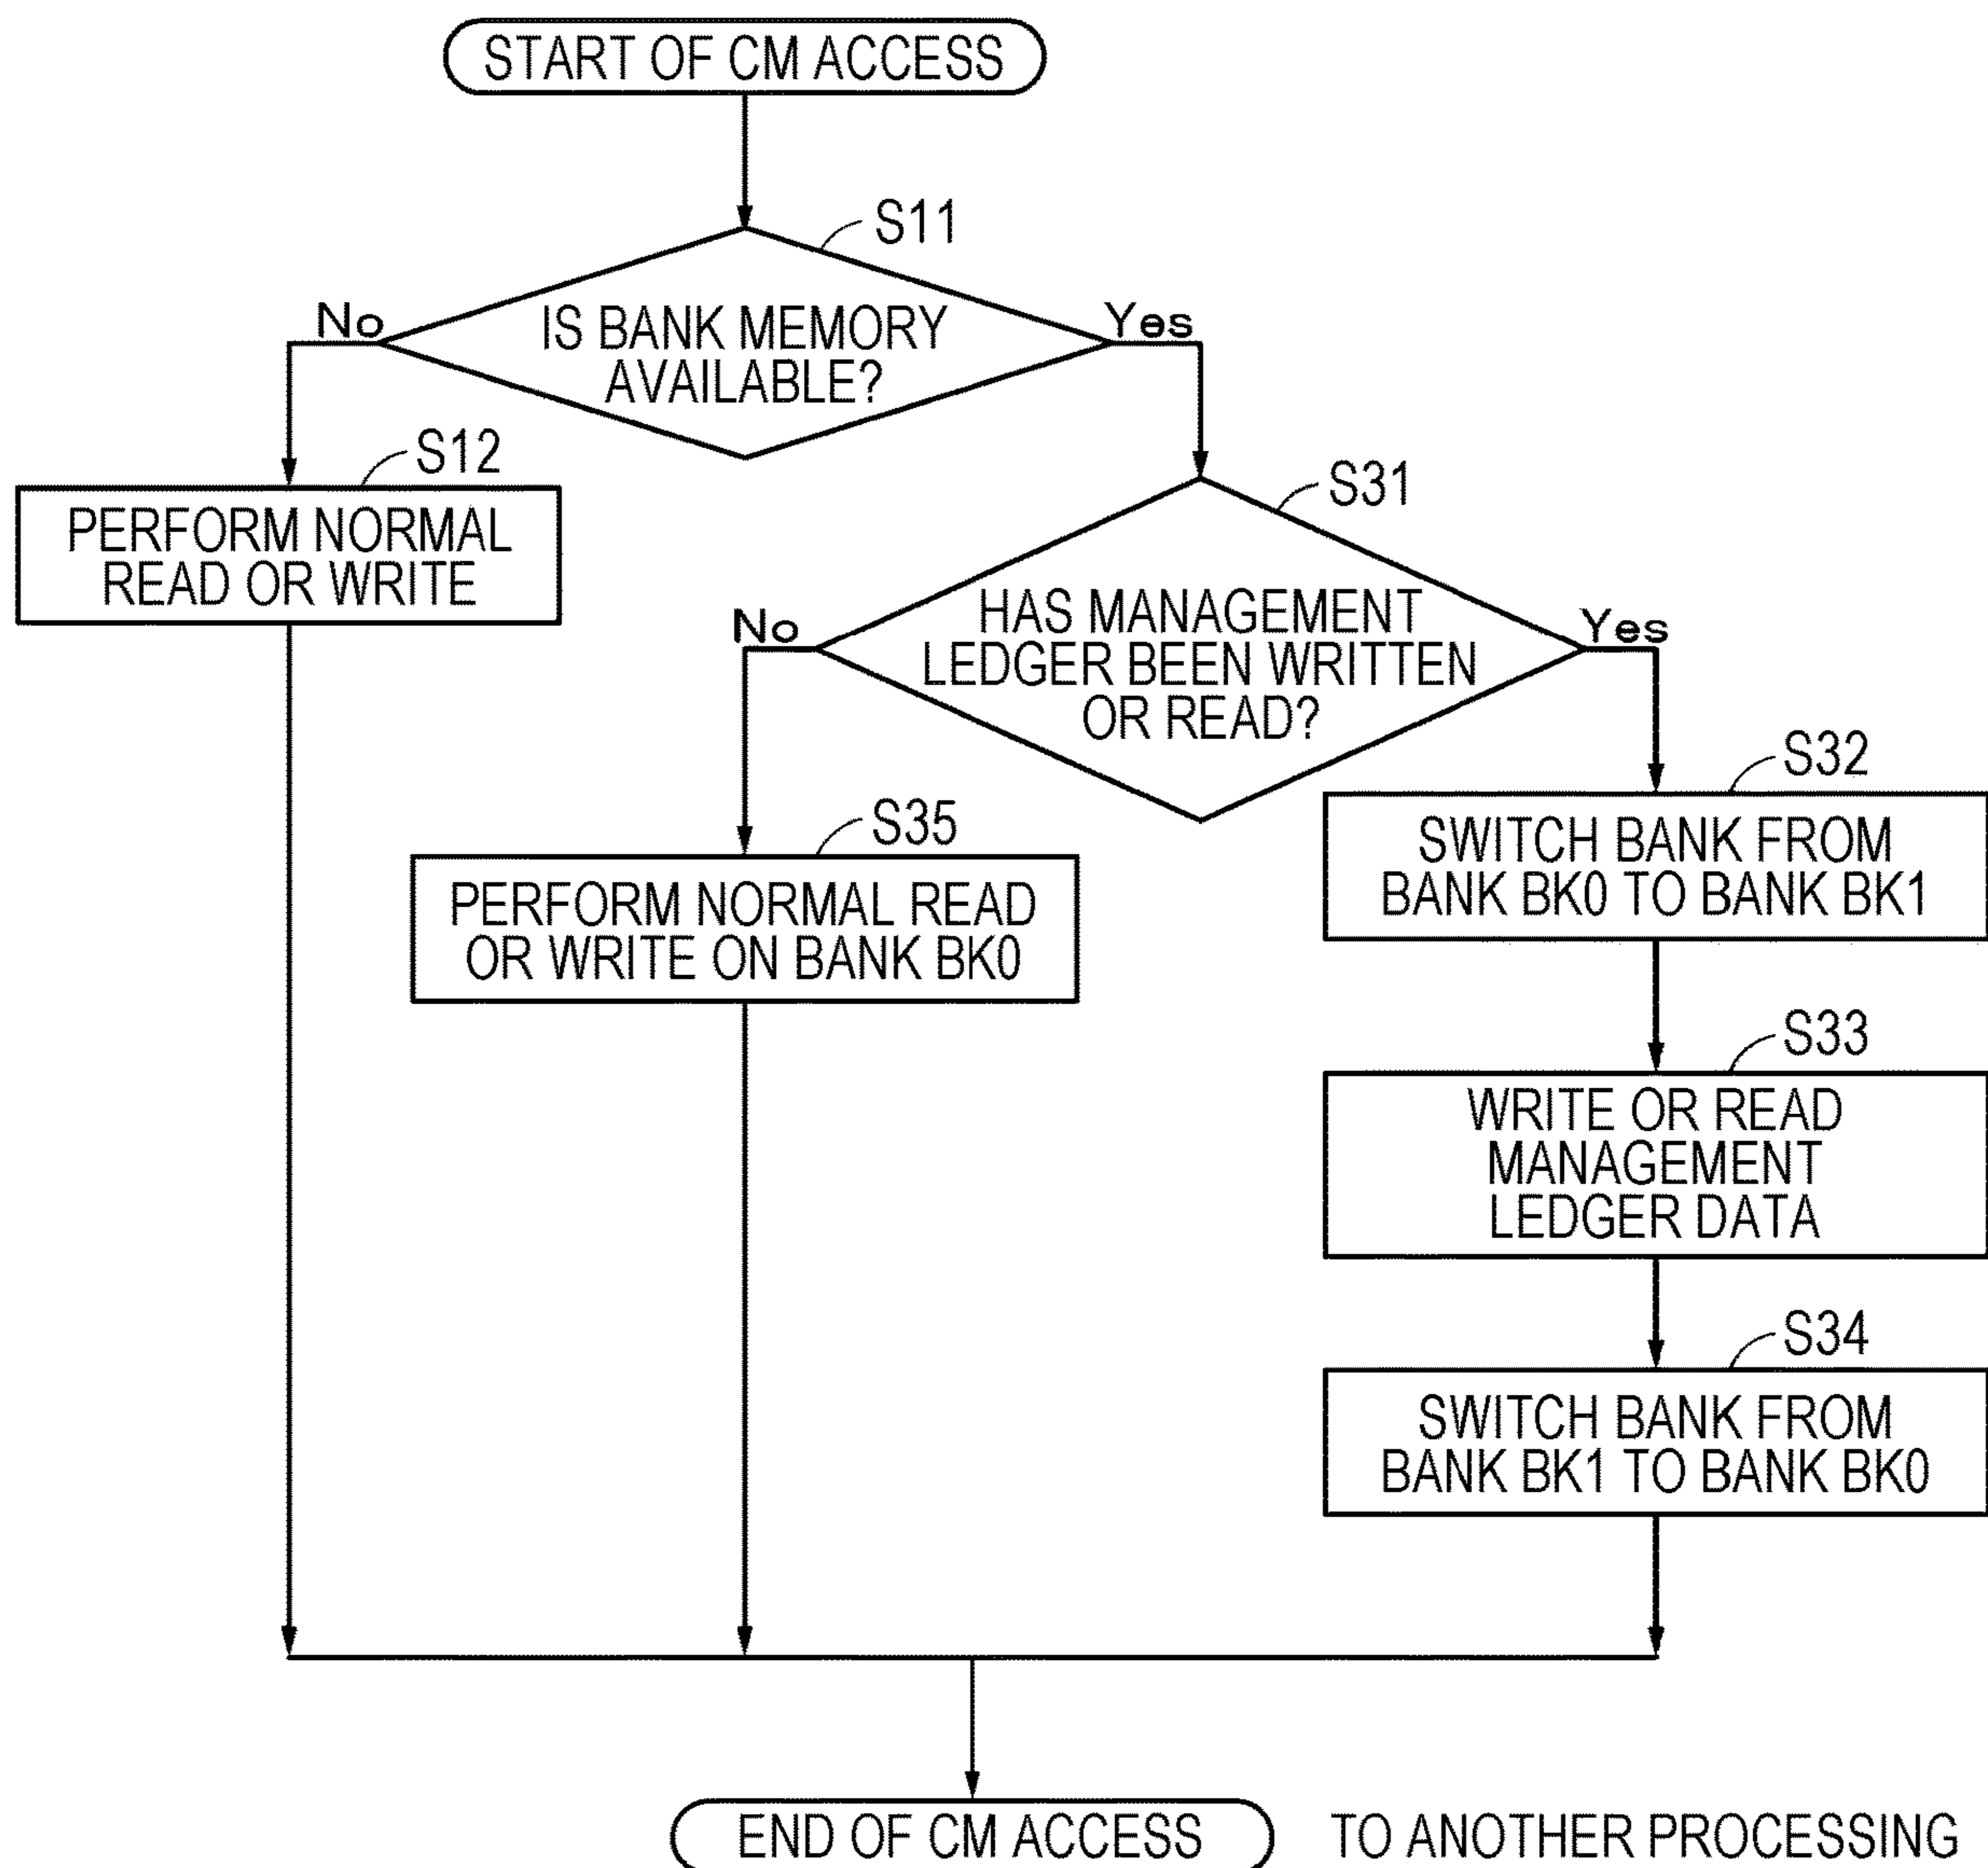 START OF CM ACCESS
S11
No
Yes
IS BANK MEMORY
AVAILABLE?
S12
PERFORM NORMAL
READ OR WRITE
S31
No
Yes
HAS MANAGEMENT
LEDGER BEEN WRITTEN
OR READ?
S32
SWITCH BANK FROM
BANK BK0 TO BANK BK1
S35
PERFORM NORMAL READ
OR WRITE ON BANK BK0
S33
WRITE OR READ
MANAGEMENT
LEDGER DATA
S34
SWITCH BANK FROM
BANK BK1 TO BANK BK0
END OF CM ACCESS
TO ANOTHER PROCESSING